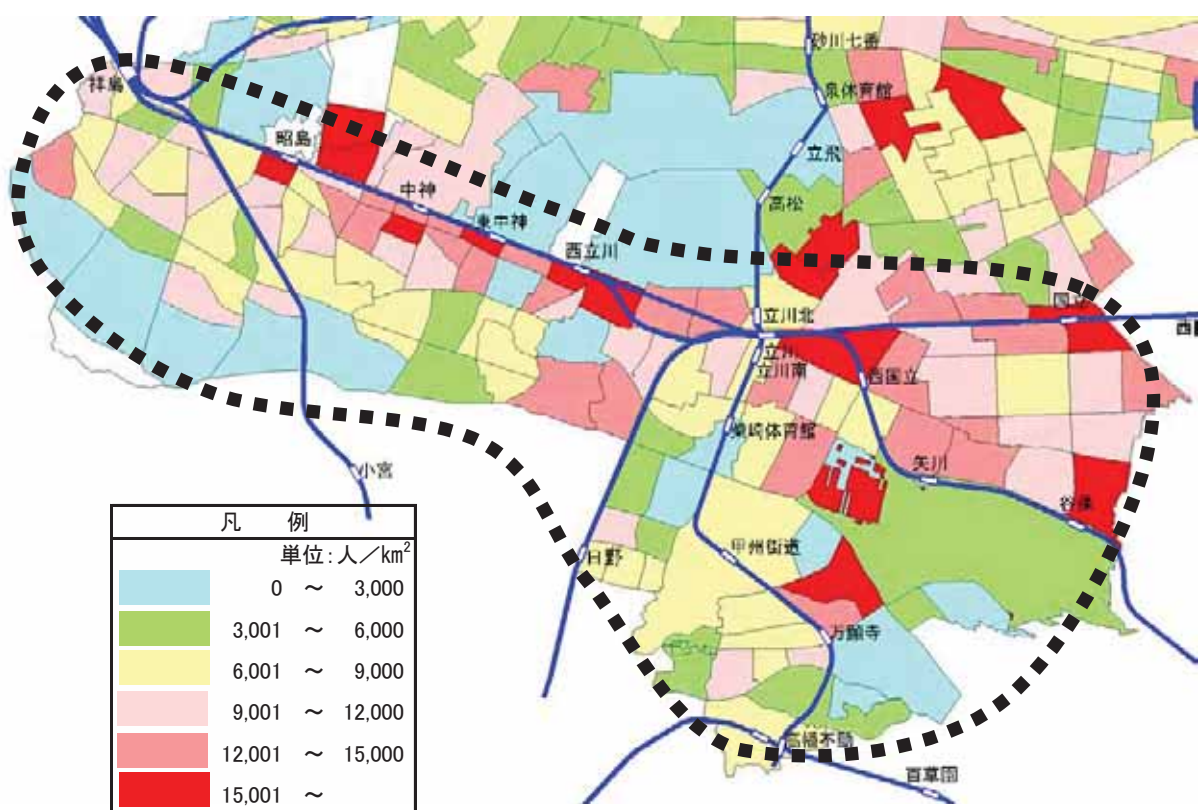 砂川七番
拝島
泉体育館
昭島
立飛
中神
高松
東中神
西立川
国立
立川北
西国
立川
立川南
西国立
柴崎体育館
矢川
小宮
谷保
凡 例
単位:人/km²
0 ~ 3,000
3,001 ~ 6,000
6,001 ~ 9,000
9,001 ~ 12,000
12,001 ~ 15,000
15,001 ~
甲州街道
日野
万願寺
高幡不動
百草園